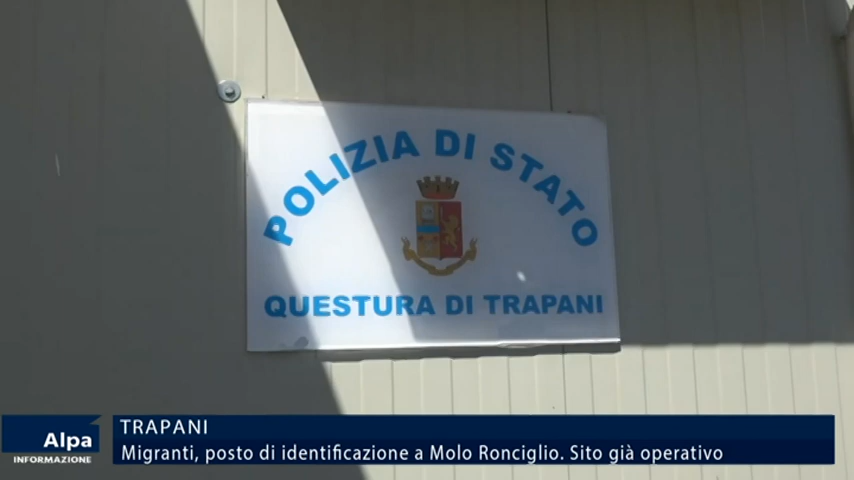 POLIZIA DI STATO
QUESTURA DI TRAPANI
TRAPANI
Alpa
INFORMAZIONE
Migranti, posto di identificazione a Molo Ronciglio. Sito già operativo